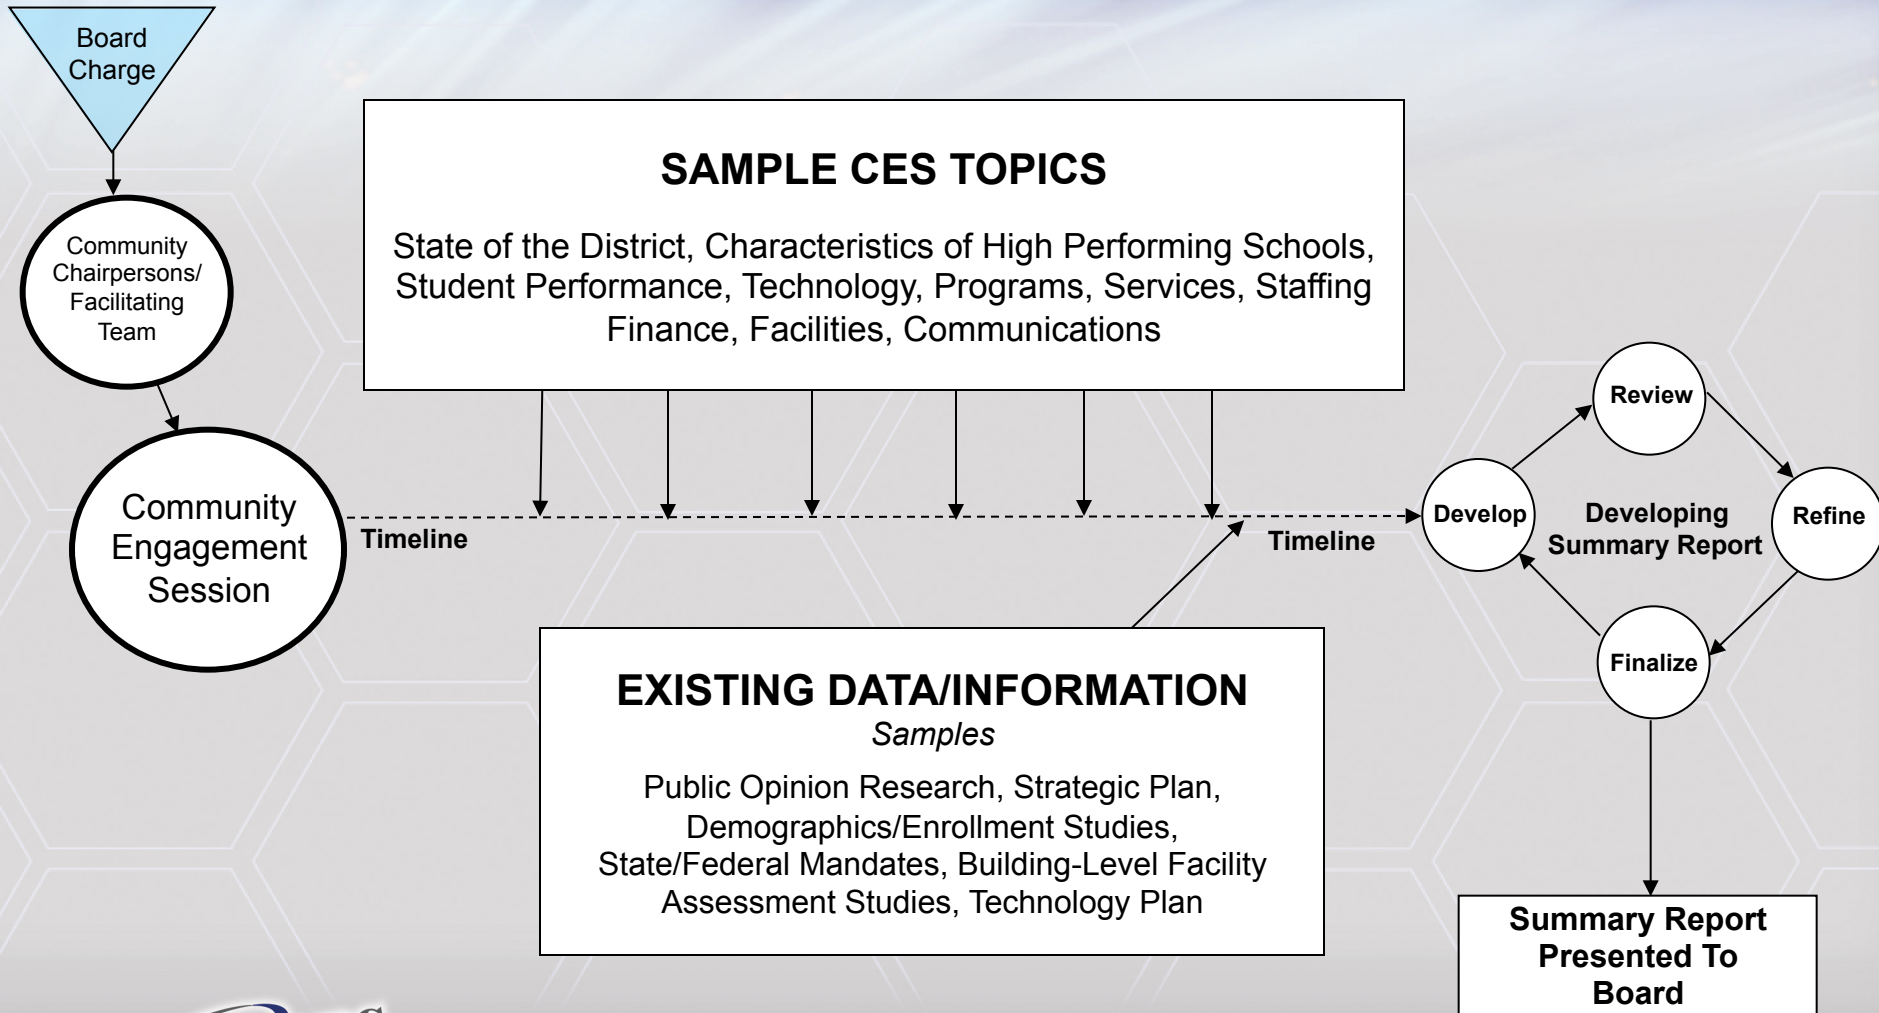 Board
Charge
Community
Chairpersons/
Facilitating
Team
Community
Engagement
Session
SAMPLE CES TOPICS
State of the District, Characteristics of High Performing Schools,
Student Performance, Technology, Programs, Services, Staffing
Finance, Facilities, Communications
Timeline
Timeline
EXISTING DATA/INFORMATION
Samples
Public Opinion Research, Strategic Plan,
Demographics/Enrollment Studies,
State/Federal Mandates, Building-Level Facility
Assessment Studies, Technology Plan
Develop
Review
Refine
Finalize
Developing
Summary Report
Summary Report
Presented To
Board